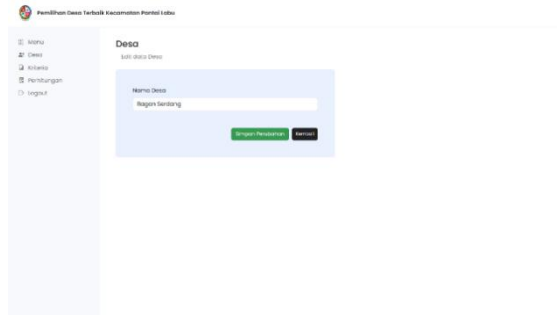 Pemilihan Desa Terbaik Kecamatan Pantai Labu
Menu
Desa
Kriteria
Perhitungan
Logout
Desa
Edit data Desa
Nama Desa
Ragan Serdang
Simpan Perubahan
Kembali